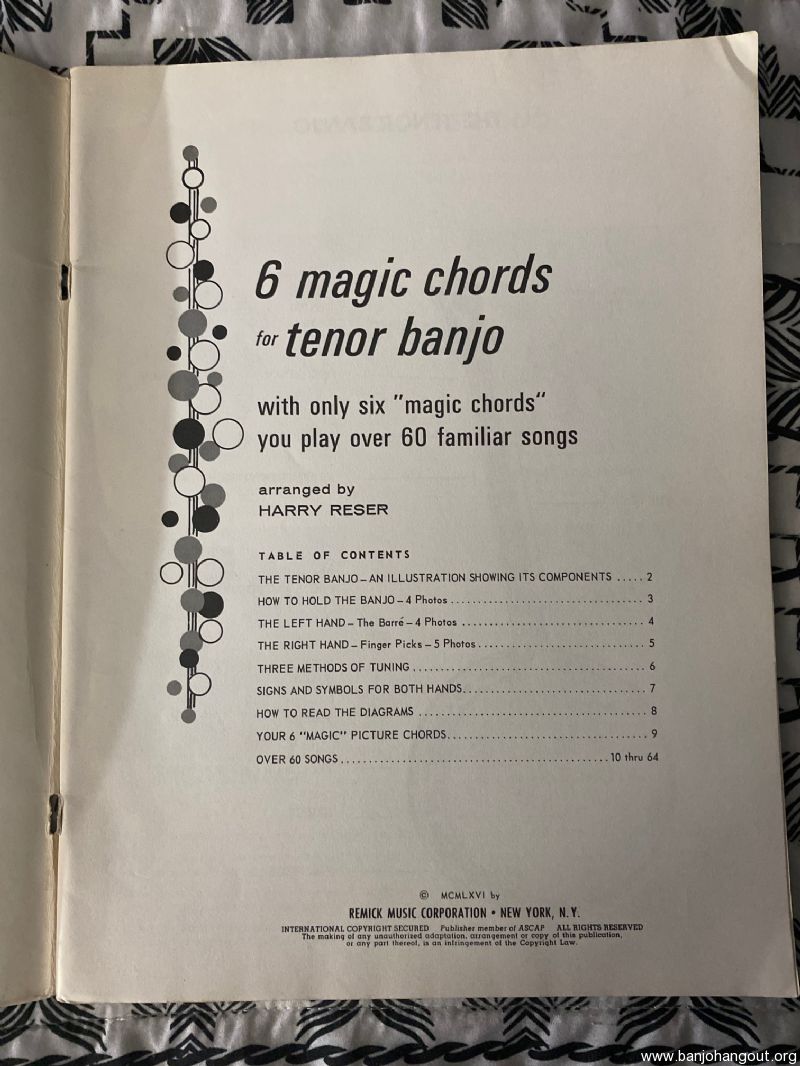 6 magic chords
for tenor banjo
with only six "magic chords"
you play over 60 familiar songs
arranged by
HARRY RESER
TABLE OF CONTENTS
THE TENOR BANJO – AN ILLUSTRATION SHOWING ITS COMPONENTS ..... 2
HOW TO HOLD THE BANJO – 4 Photos ..................................... 3
THE LEFT HAND – The Barré – 4 Photos ................................... 4
THE RIGHT HAND – Finger Picks – 5 Photos ................................ 5
THREE METHODS OF TUNING ............................................ 6
SIGNS AND SYMBOLS FOR BOTH HANDS................................... 7
HOW TO READ THE DIAGRAMS .......................................... 8
YOUR 6 "MAGIC" PICTURE CHORDS...................................... 9
OVER 60 SONGS .................................................. 10 thru 64
© MCMLXVI by
REMICK MUSIC CORPORATION • NEW YORK, N.Y.
INTERNATIONAL COPYRIGHT SECURED Publisher member of ASCAP ALL RIGHTS RESERVED
The making of any unauthorized adaptation, arrangement or copy of this publication,
or any part thereof, is an infringement of the Copyright Law.
www.banjohangout.org